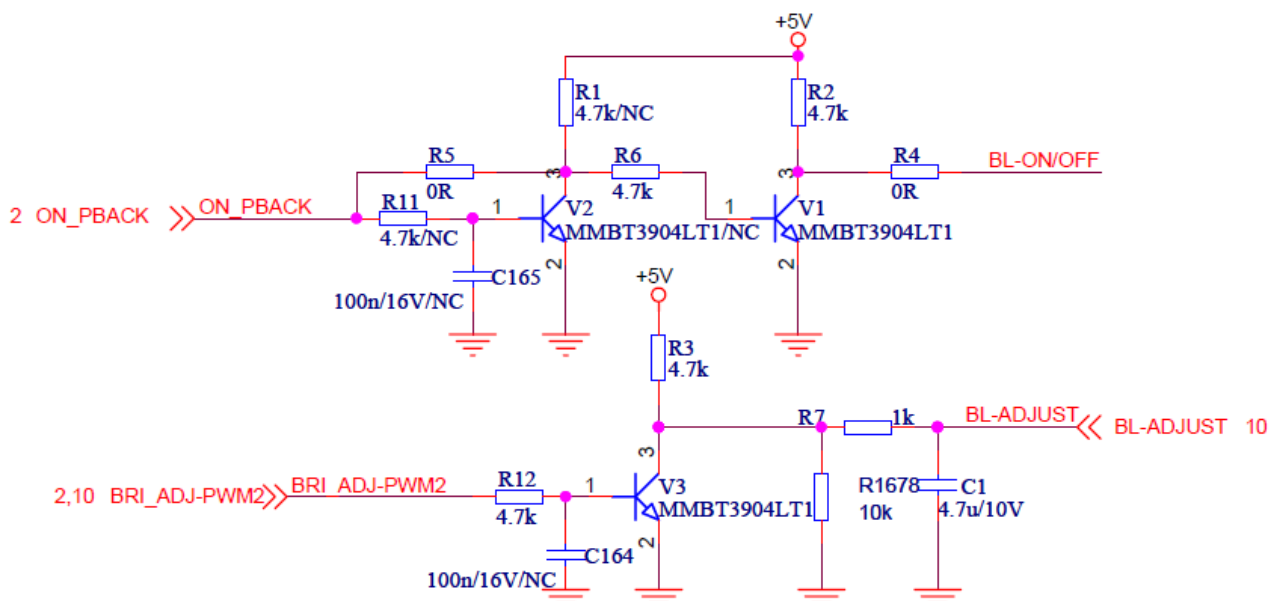 +5V
R1
4.7k/NC
R2
4.7k
R5
0R
R6
4.7k
3
3
R4
0R
BL-ON/OFF
2 ON_PBACK
ON_PBACK
R11
4.7k/NC
1
V2
MMBT3904LT1/NC
1
V1
MMBT3904LT1
2
2
C165
100n/16V/NC
+5V
R3
4.7k
R7
1k
BL-ADJUST
BL-ADJUST 10
3
2,10 BRI_ADJ-PWM2
BRI_ADJ-PWM2
R12
4.7k
1
V3
MMBT3904LT1
R1678
10k
C1
4.7u/10V
2
C164
100n/16V/NC